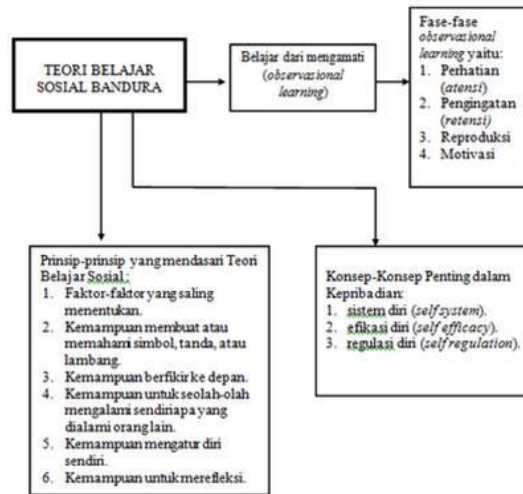 TEORI BELAJAR
SOSIAL BANDURA
Belajar dari mengamati
(observasional
learning)
Fase-fase
observasional
learning yaitu:
1. Perhatian
(atensi)
2. Pengingatan
(retensi)
3. Reproduksi
4. Motivasi
Prinsip-prinsip yang mendasari Teori
Belajar Sosial:
1. Faktor-faktor yang saling
menentukan.
2. Kemampuan membuat atau
memahami simbol, tanda, atau
lambang.
3. Kemampuan berfikir ke depan.
4. Kemampuan untuk seolah-olah
mengalami sendiri apa yang
dialami orang lain.
5. Kemampuan mengatur diri
sendiri.
6. Kemampuan untuk merefleksi.
Konsep-Konsep Penting dalam
Kepribadian:
1. sistem diri (self system).
2. efikasi diri (self efficacy).
3. regulasi diri (self regulation).